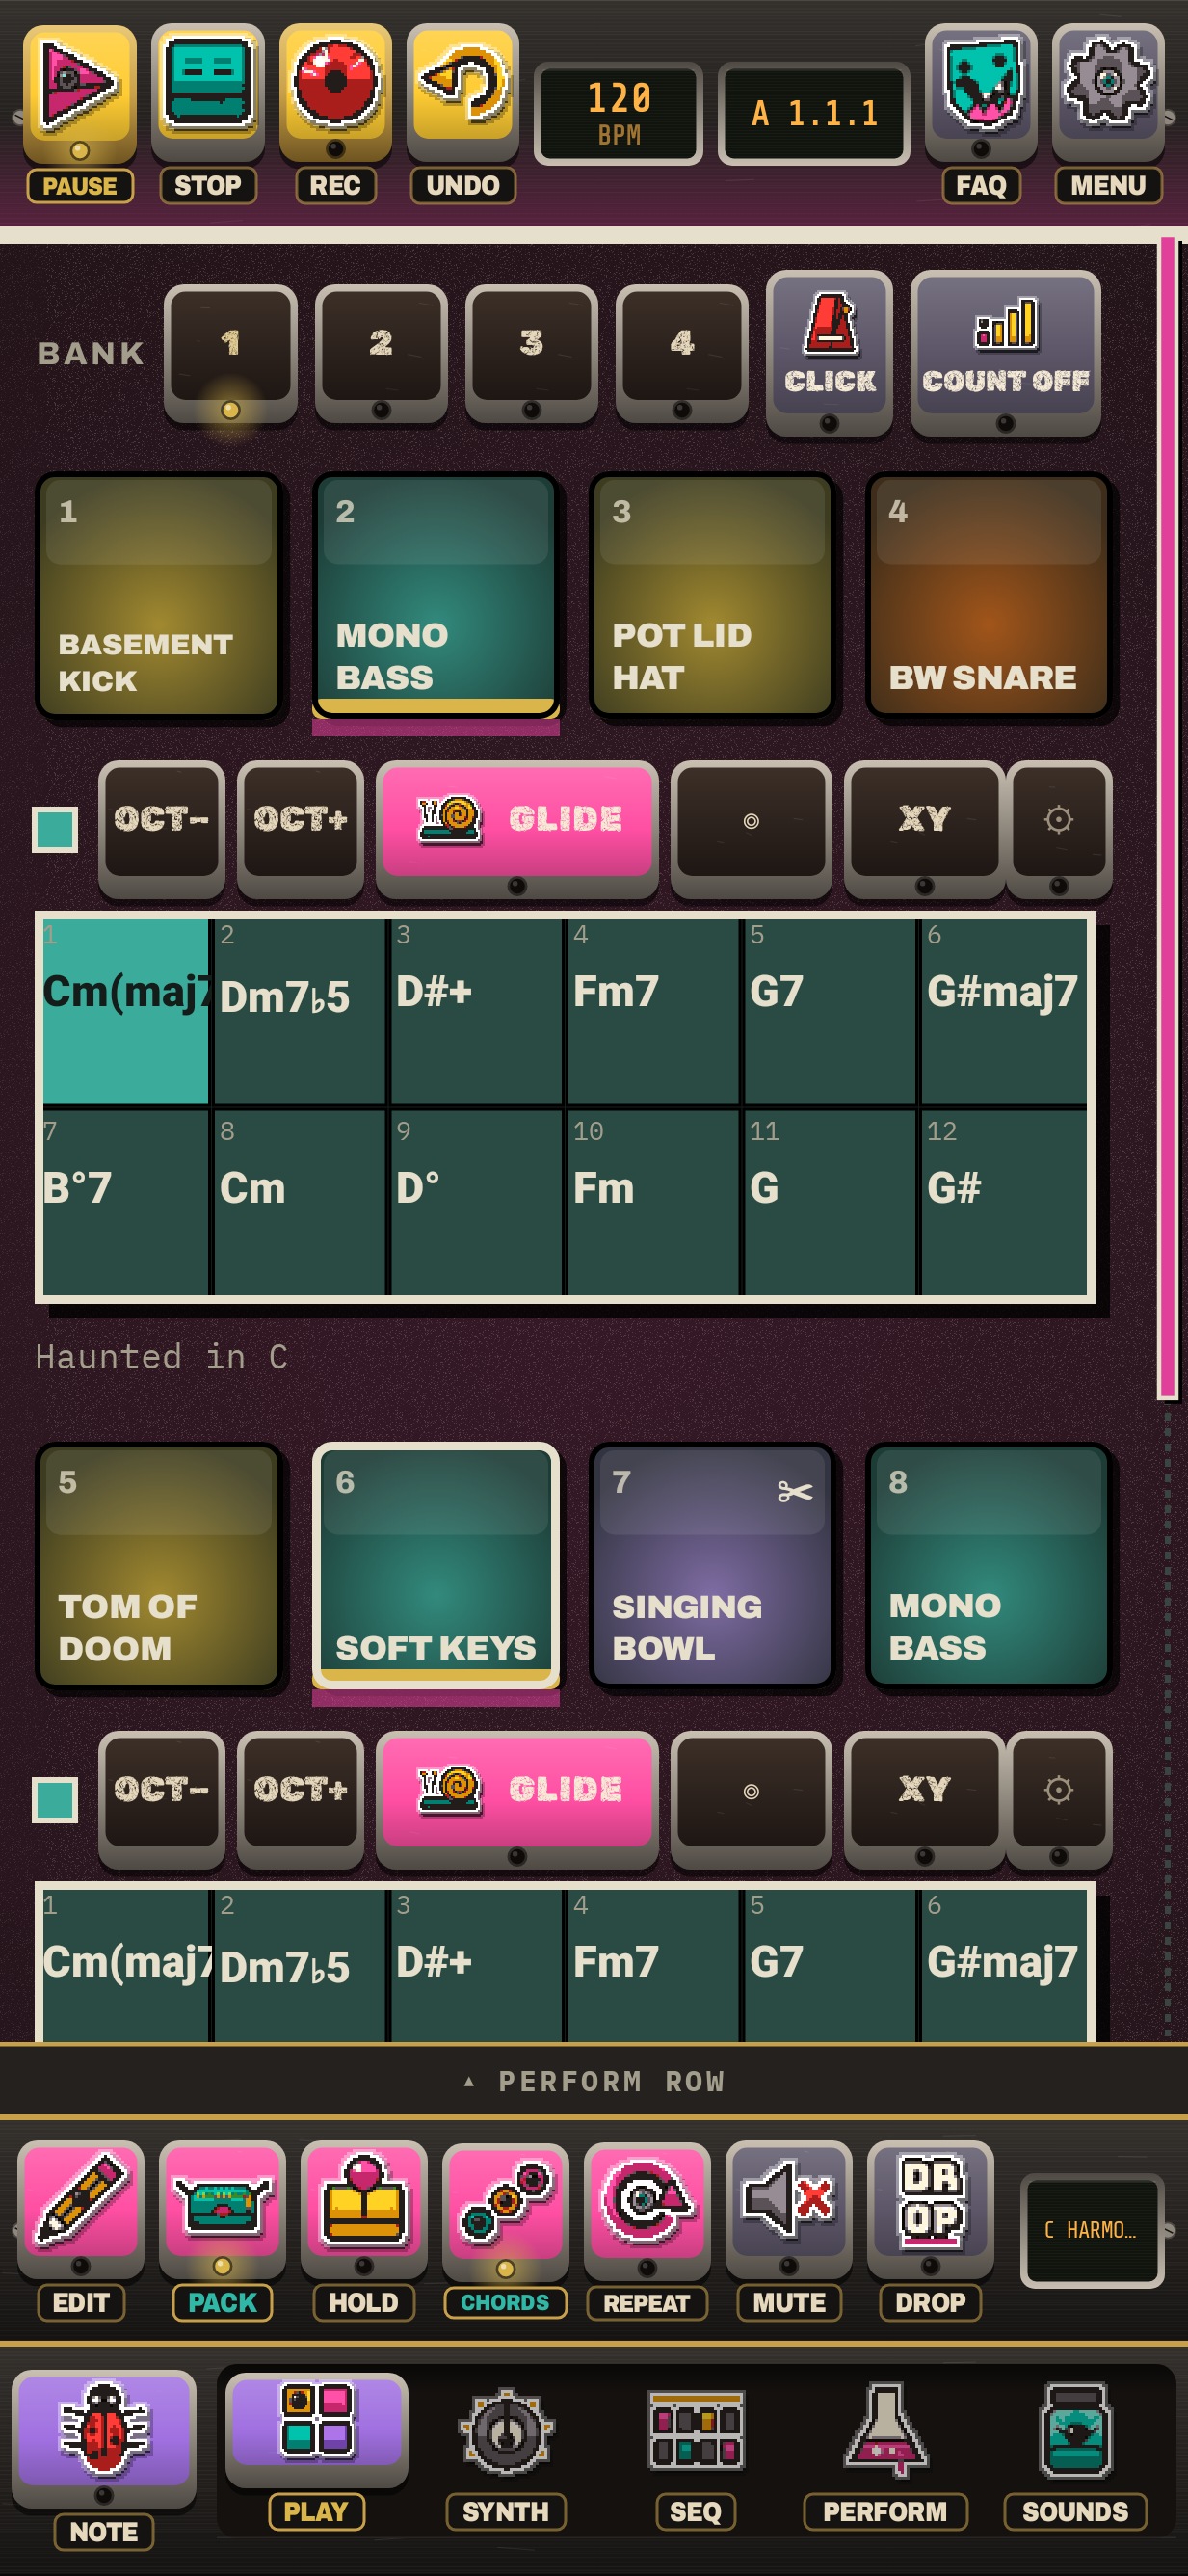 120
BPM
A 1.1.1
PAUSE
STOP
REC
UNDO
FAQ
MENU
BANK
1
2
3
4
CLICK
COUNT OFF
1
BASEMENT
KICK
2
MONO
BASS
3
POT LID
HAT
4
BW SNARE
OCT-
OCT+
GLIDE
XY
1
Cm(maj7
2
Dm7♭5
3
D#+
4
Fm7
5
G7
6
G#maj7
7
B°7
8
Cm
9
D°
10
Fm
11
G
12
G#
Haunted in C
5
TOM OF
DOOM
6
SOFT KEYS
7
SINGING
BOWL
8
MONO
BASS
OCT-
OCT+
GLIDE
XY
1
Cm(maj7
2
Dm7♭5
3
D#+
4
Fm7
5
G7
6
G#maj7
▲ PERFORM ROW
DR
OP
C HARMO…
EDIT
PACK
HOLD
CHORDS
REPEAT
MUTE
DROP
NOTE
PLAY
SYNTH
SEQ
PERFORM
SOUNDS